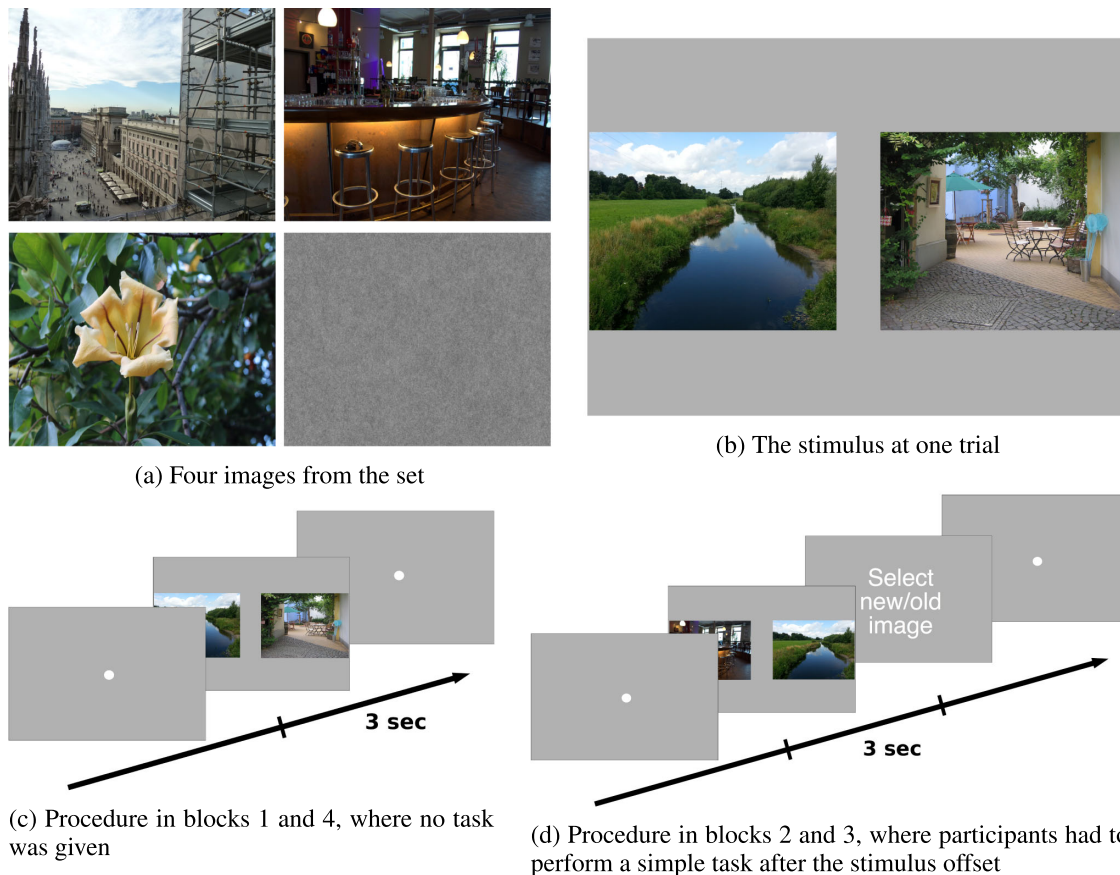 (a) Four images from the set
(b) The stimulus at one trial
3 sec
(c) Procedure in blocks 1 and 4, where no task
was given
Select
new/old
image
3 sec
(d) Procedure in blocks 2 and 3, where participants had to
perform a simple task after the stimulus offset